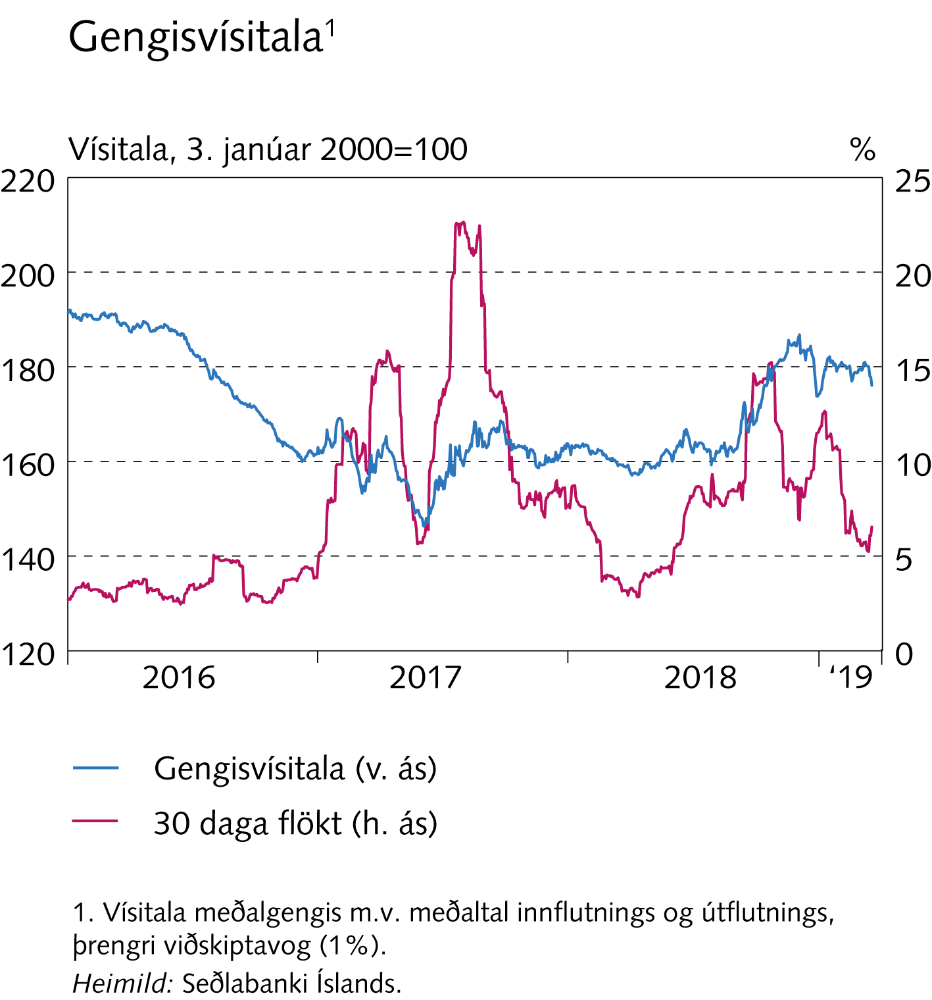 Gengisvísitala¹
Vísitala, 3. janúar 2000=100 %
220 25
200 20
180 15
160 10
140 5
120 0
2016 2017 2018 ‘19
Gengisvísitala (v. ás)
30 daga flökt (h. ás)
1. Vísitala meðalgengis m.v. meðaltal innflutnings og útflutnings,
þrengri viðskiptavog (1%).
Heimild: Seðlabanki Íslands.